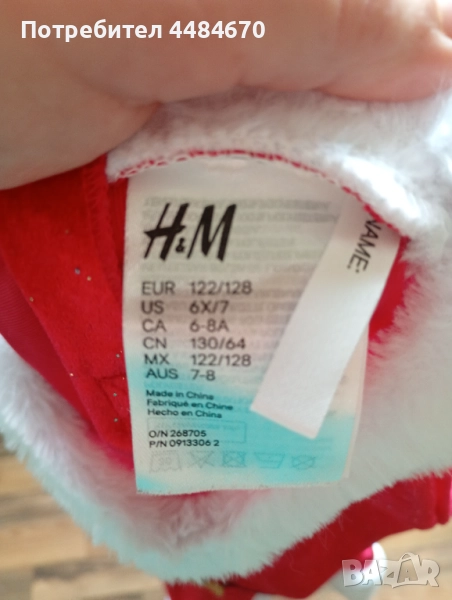 Потребител 4484670
H&M
NAME:
EUR 122/128
US 6X/7
CA 6-8A
CN 130/64
MX 122/128
AUS 7-8
Made in China
Fabriqué en Chine
Hecho en China
O/N 268705
P/N 0913306 2
BAZAR